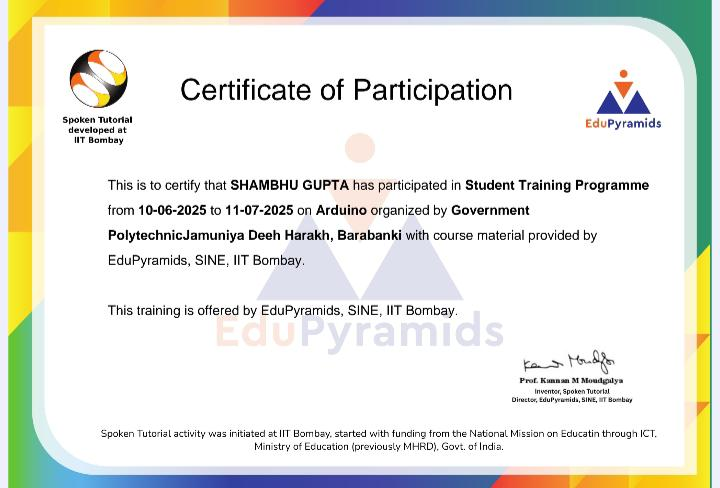 Certificate of Participation
Spoken Tutorial
developed at
IIT Bombay
EduPyramids
This is to certify that SHAMBHU GUPTA has participated in Student Training Programme
from 10-06-2025 to 11-07-2025 on Arduino organized by Government
PolytechnicJamuniya Deeh Harakh, Barabanki with course material provided by
EduPyramids, SINE, IIT Bombay.
This training is offered by EduPyramids, SINE, IIT Bombay.
EduPyramids
Prof. Kannan M Moudgalya
Inventor, Spoken Tutorial
Director, EduPyramids, SINE, IIT Bombay
Spoken Tutorial activity was initiated at IIT Bombay, started with funding from the National Mission on Educatin through ICT,
Ministry of Education (previously MHRD), Govt. of India.